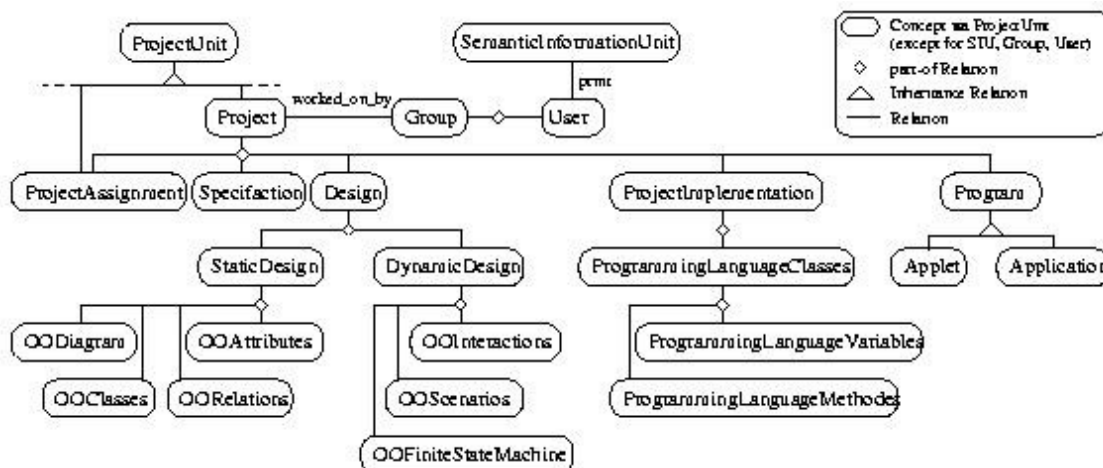 ProjectUnit
SemanticInformationUnit
Concept
ProjectUnit
(except for STU, Group, User)
part-of Relation
Inheritance Relation
Relation
worked_on_by
Project
Group
User
ProjectAssignment
Specifaction
Design
ProjectImplementation
Program
StaticDesign
DynamicDesign
ProgrammingLanguageClasses
Applet
Application
OODiagram
OOAttributes
OOInteractions
ProgrammingLanguageVariables
OOClasses
OORelations
OOScenarios
ProgrammingLanguageMethodes
OOFiniteStateMachine